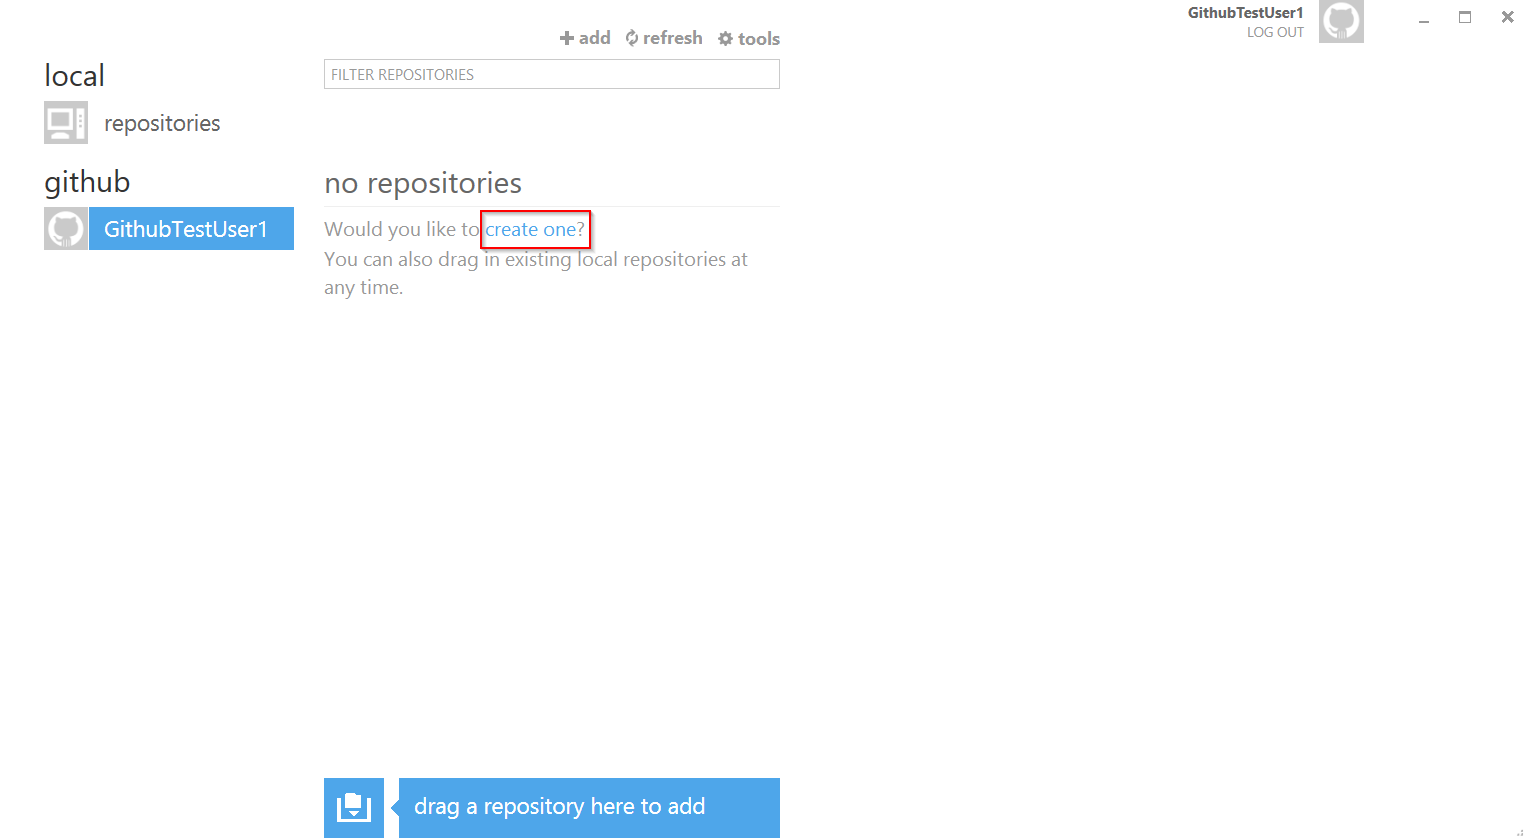 GithubTestUser1
LOG OUT
add refresh tools
local
FILTER REPOSITORIES
repositories
github
no repositories
GithubTestUser1
Would you like to create one?
You can also drag in existing local repositories at
any time.
drag a repository here to add